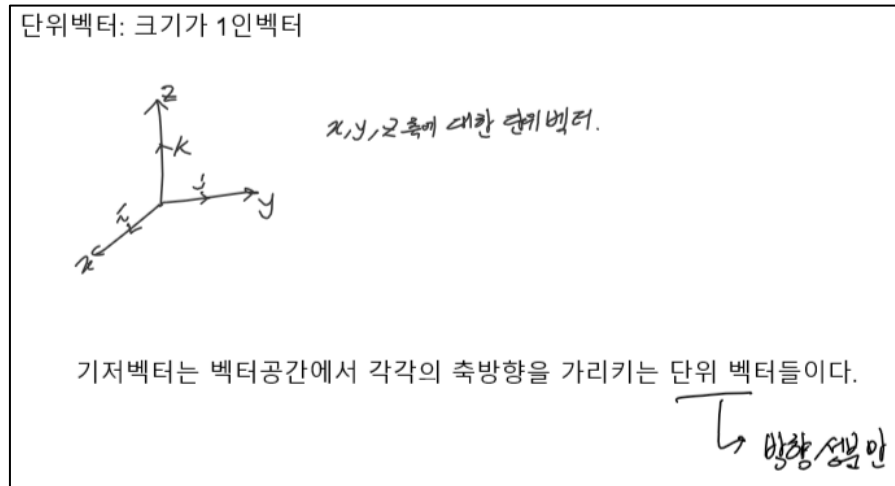 단위벡터: 크기가 1인벡터
z
x, y, z 축에 대한 단위벡터.
k
j
y
i
x
기저벡터는 벡터공간에서 각각의 축방향을 가리키는 단위 벡터들이다.
방향 성분만